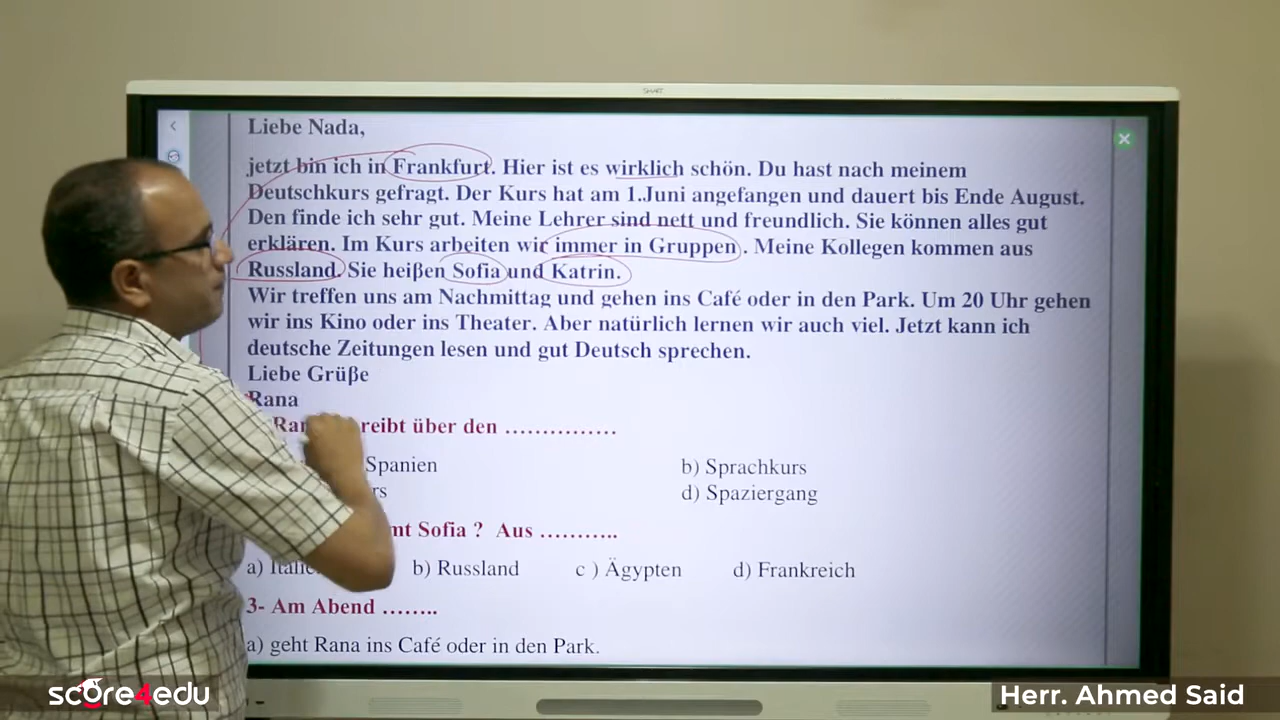 SMART
Liebe Nada,
jetzt bin ich in Frankfurt. Hier ist es wirklich schön. Du hast nach meinem
Deutschkurs gefragt. Der Kurs hat am 1.Juni angefangen und dauert bis Ende August.
Den finde ich sehr gut. Meine Lehrer sind nett und freundlich. Sie können alles gut
erklären. Im Kurs arbeiten wir immer in Gruppen. Meine Kollegen kommen aus
Russland. Sie heißen Sofia und Katrin.
Wir treffen uns am Nachmittag und gehen ins Café oder in den Park. Um 20 Uhr gehen
wir ins Kino oder ins Theater. Aber natürlich lernen wir auch viel. Jetzt kann ich
deutsche Zeitungen lesen und gut Deutsch sprechen.
Liebe Grüße
Rana
über den ……………
Spanien b) Sprachkurs
d) Spaziergang
Sofia ? Aus ………..
a) b) Russland c ) Ägypten d) Frankreich
3- Am Abend ……..
a) geht Rana ins Café oder in den Park.
score4edu Herr. Ahmed Said